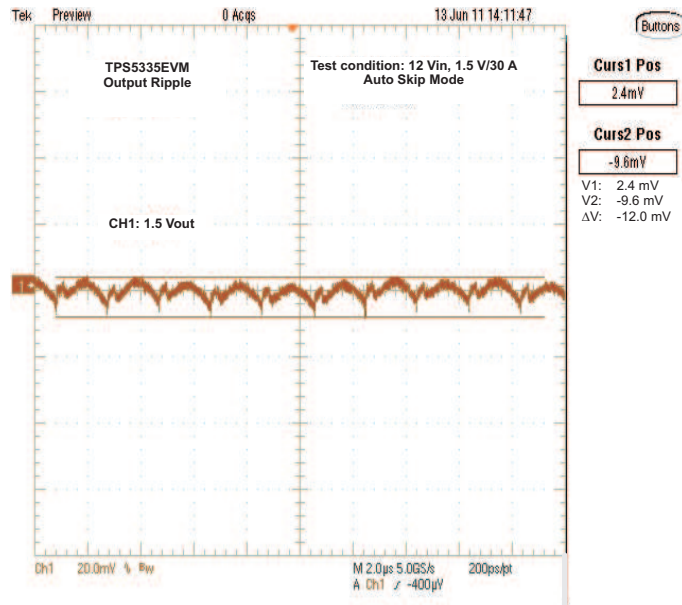 Tek Preview 0 Acqs 13 Jun 11 14:11:47
Buttons
TPS5335EVM
Output Ripple
Test condition: 12 Vin, 1.5 V/30 A
Auto Skip Mode
Curs1 Pos
2.4mV
Curs2 Pos
-9.6mV
V1: 2.4 mV
V2: -9.6 mV
ΔV: -12.0 mV
CH1: 1.5 Vout
1
Ch1 20.0mV BW M 2.0µs 5.0GS/s 200ps/pt
A Ch1 -400µV